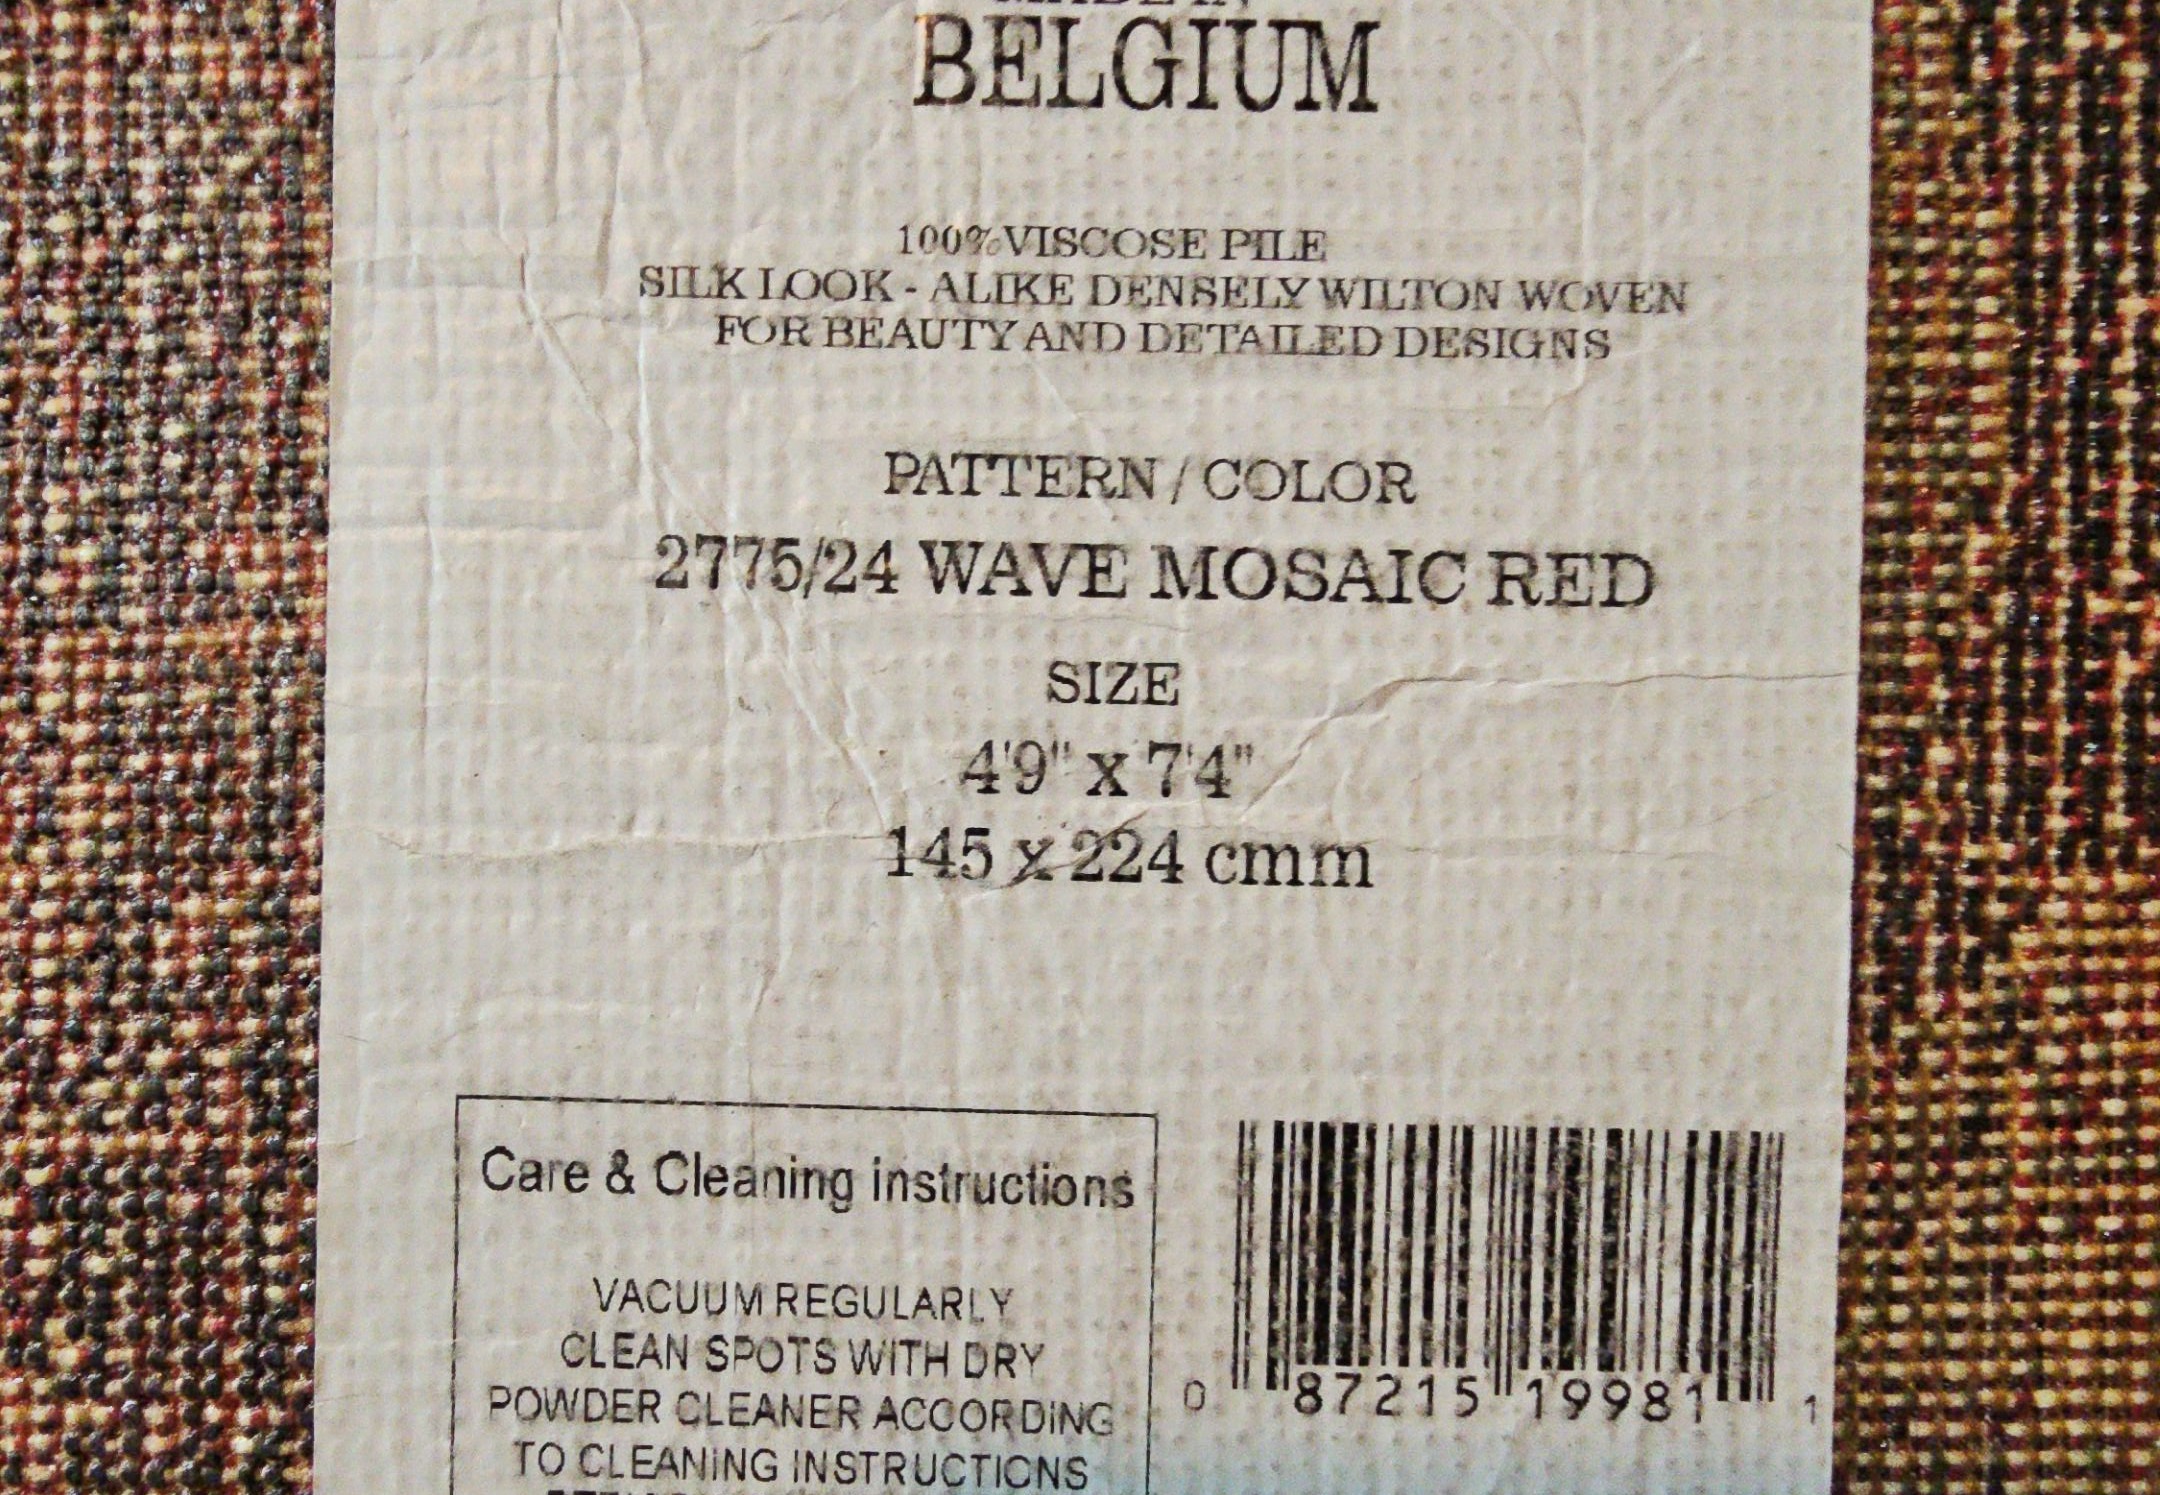 MADE IN
BELGIUM
100% VISCOSE PILE
SILK LOOK - ALIKE DENSELY WILTON WOVEN
FOR BEAUTY AND DETAILED DESIGNS
PATTERN / COLOR
2775/24 WAVE MOSAIC RED
SIZE
4'9" x 7'4"
145 x 224 cmm
Care & Cleaning instructions
VACUUM REGULARLY
CLEAN SPOTS WITH DRY
POWDER CLEANER ACCORDING
TO CLEANING INSTRUCTIONS
0 87215 19981 1